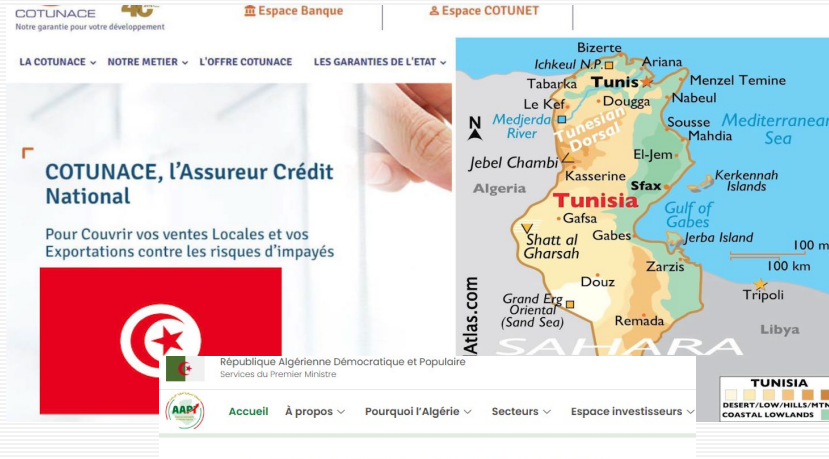 COTUNACE
Notre garantie pour votre développement
Espace Banque
Espace COTUNET
LA COTUNACE
NOTRE METIER
L'OFFRE COTUNACE
LES GARANTIES DE L'ETAT
COTUNACE, l'Assureur Crédit
National
Pour Couvrir vos ventes Locales et vos
Exportations contre les risques d'impayés
Bizerte
Ichkeul N.P.
Ariana
Tabarka
Tunis
Menzel Temine
Le Kef
Dougga
Nabeul
Medjerda
River
Tunesian
Dorsal
Sousse
Mediterranean
Sea
Mahdia
N
Jebel Chambi
El-Jem
Kasserine
Kerkennah
Islands
Algeria
Sfax
Tunisia
Gulf of
Gabes
Gafsa
Shatt al
Gharsah
Gabes
Jerba Island
100 m
100 km
Zarzis
Douz
Tripoli
Grand Erg
Oriental
(Sand Sea)
Remada
Libya
Atlas.com
SAHARA
TUNISIA
DESERT/LOW/HILLS/MTN
COASTAL LOWLANDS
République Algérienne Démocratique et Populaire
Services du Premier Ministre
AAPI
Accueil
À propos
Pourquoi l'Algérie
Secteurs
Espace investisseurs